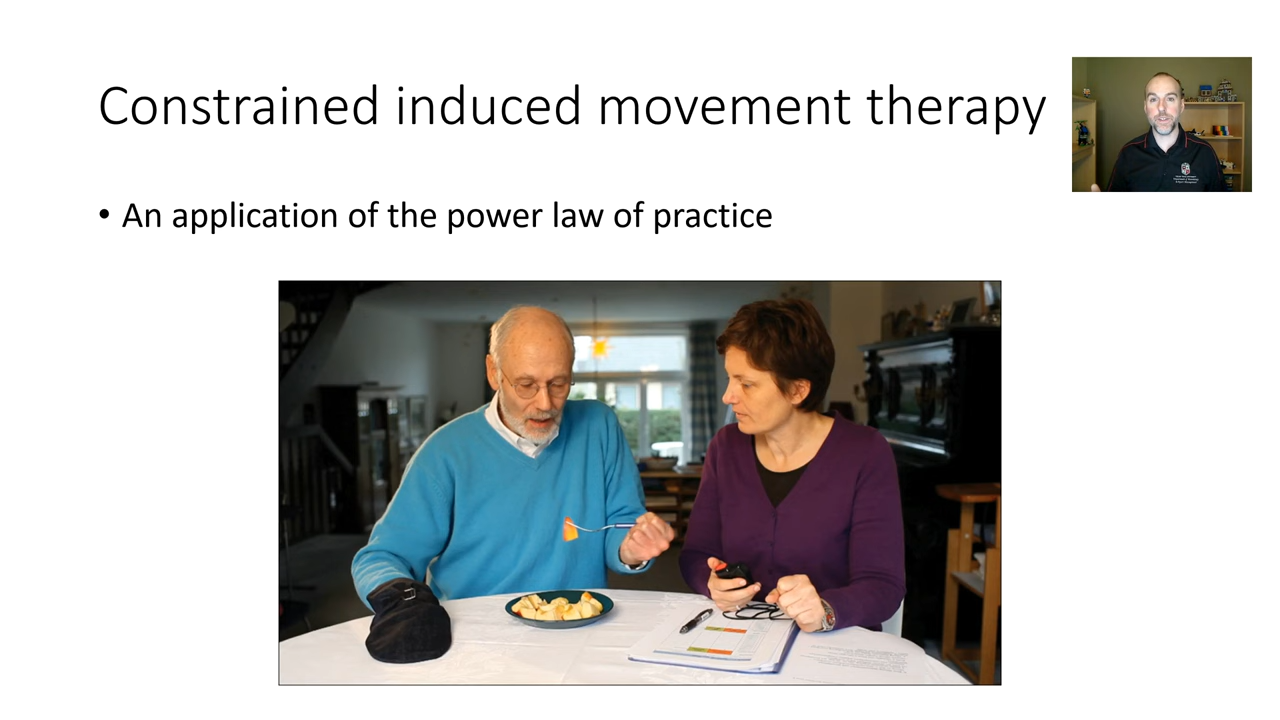 Constrained induced movement therapy
• An application of the power law of practice